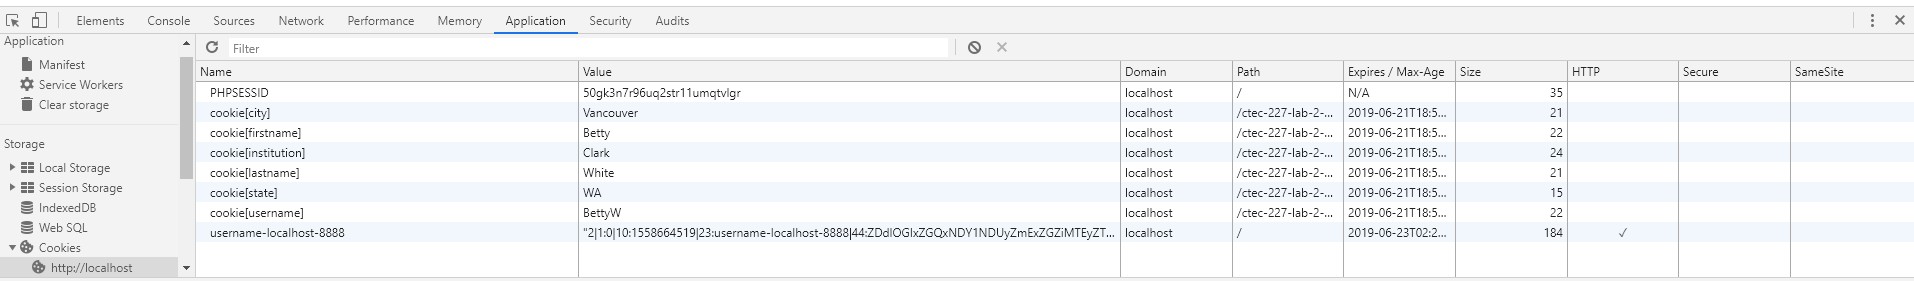 Elements Console Sources Network Performance Memory Application Security Audits
Application
Manifest
Service Workers
Clear storage
Storage
Local Storage
Session Storage
IndexedDB
Web SQL
Cookies
http://localhost
Filter
Name Value Domain Path Expires / Max-Age Size HTTP Secure SameSite
PHPSESSID 50gk3n7r96uq2str11umqtvlgr localhost / N/A 35
cookie[city] Vancouver localhost /ctec-227-lab-2-... 2019-06-21T18:5... 21
cookie[firstname] Betty localhost /ctec-227-lab-2-... 2019-06-21T18:5... 22
cookie[institution] Clark localhost /ctec-227-lab-2-... 2019-06-21T18:5... 24
cookie[lastname] White localhost /ctec-227-lab-2-... 2019-06-21T18:5... 21
cookie[state] WA localhost /ctec-227-lab-2-... 2019-06-21T18:5... 15
cookie[username] BettyW localhost /ctec-227-lab-2-... 2019-06-21T18:5... 22
username-localhost-8888 "2|1:0|10:1558664519|23:username-localhost-8888|44:ZDdlOGIxZGQxNDY1NDUyZmExZGZiMTEyZT... localhost / 2019-06-23T02:2... 184 ✓